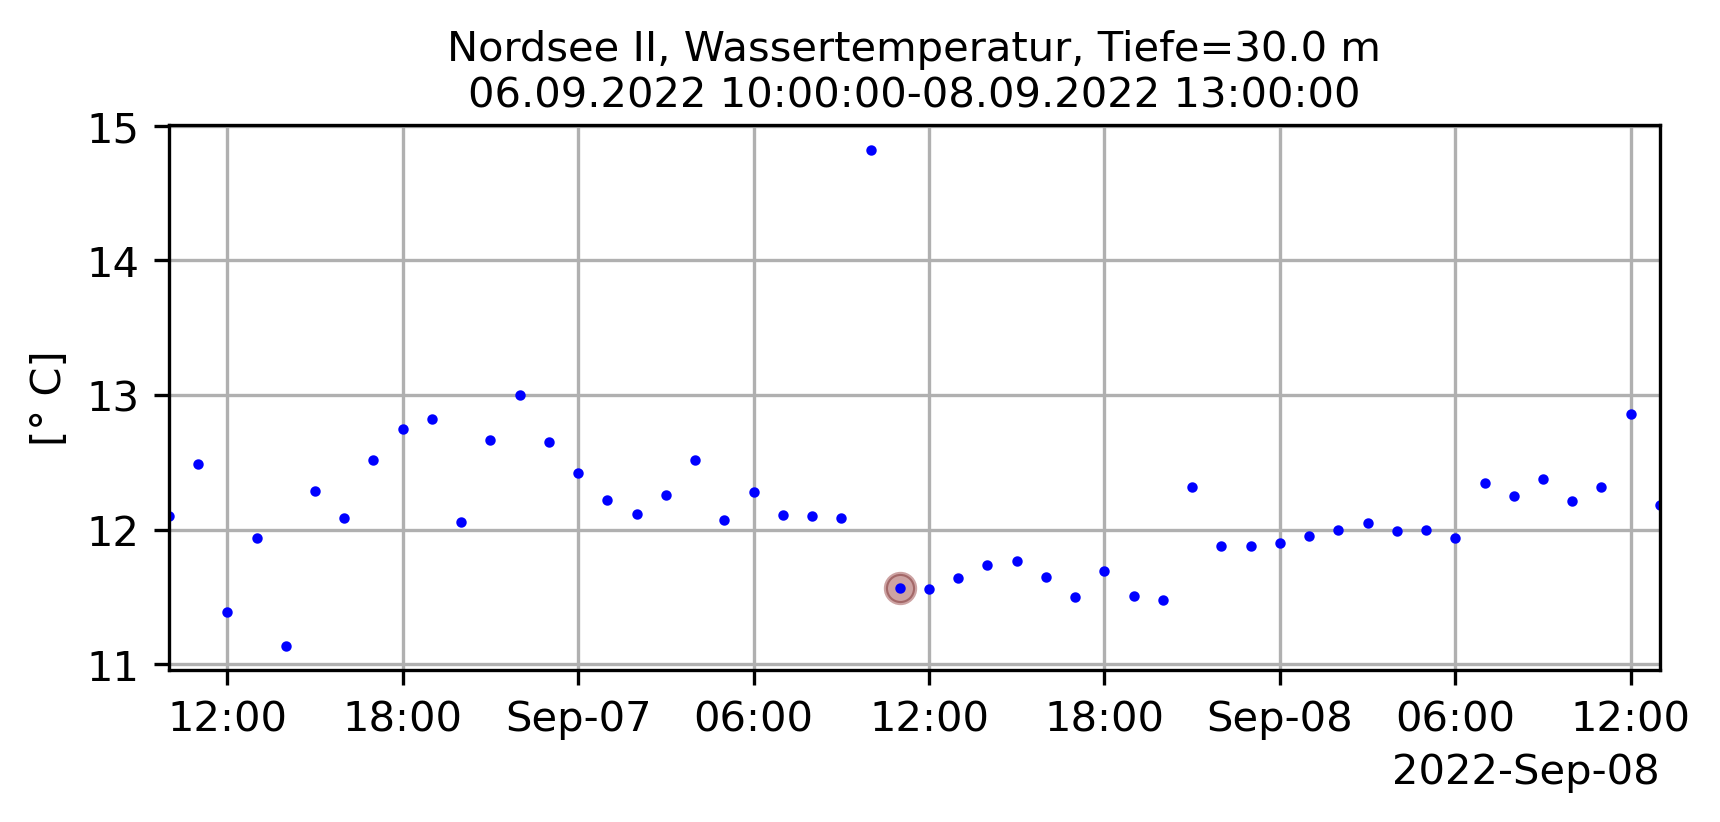 Nordsee II, Wassertemperatur, Tiefe=30.0 m
06.09.2022 10:00:00-08.09.2022 13:00:00
[° C]
15
14
13
12
11
12:00 18:00 Sep-07 06:00 12:00 18:00 Sep-08 06:00 12:00
2022-Sep-08